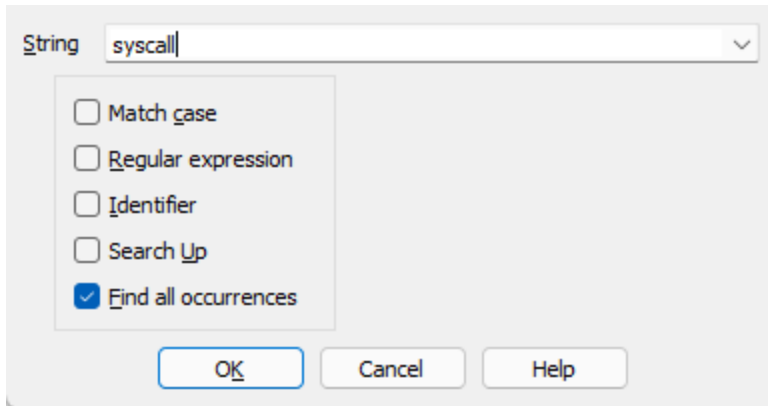 String syscall
Match case
Regular expression
Identifier
Search Up
Find all occurrences
OK Cancel Help